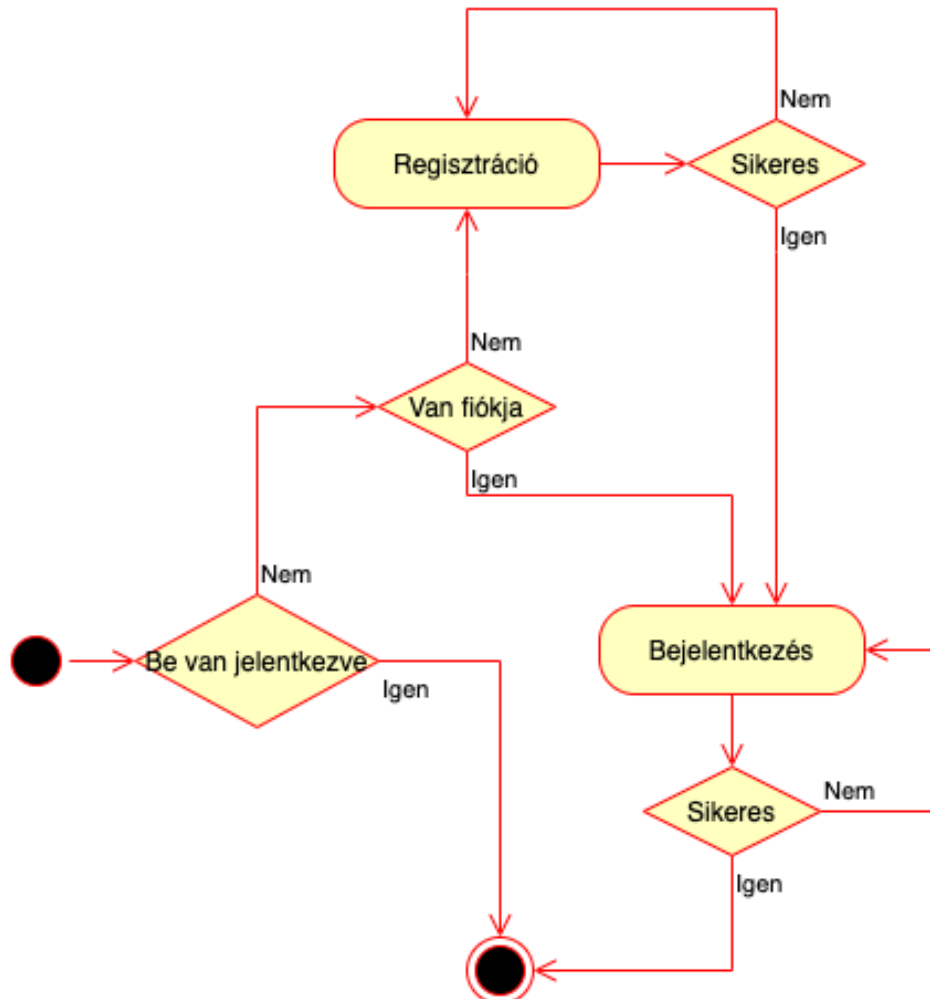 Nem
Regisztráció
Sikeres
Igen
Nem
Van fiókja
Igen
Nem
Be van jelentkezve
Igen
Bejelentkezés
Sikeres
Nem
Igen